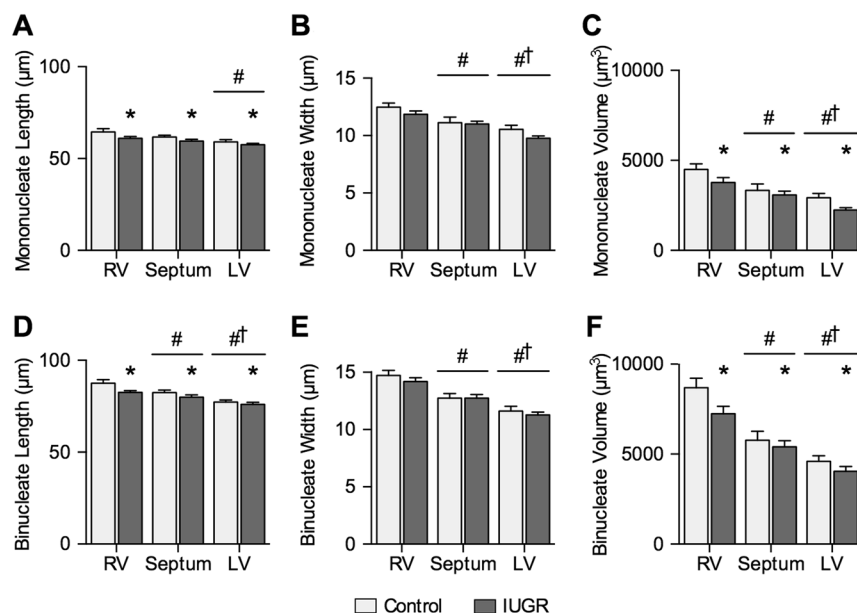 A
Mononucleate Length (μm)
100
50
0
#
* * *
RV Septum LV
B
Mononucleate Width (μm)
15
10
5
0
# #†
RV Septum LV
C
Mononucleate Volume (μm³)
10000
5000
0
# #†
* * *
RV Septum LV
D
Binucleate Length (μm)
100
50
0
# #†
* * *
RV Septum LV
E
Binucleate Width (μm)
15
10
5
0
# #†
RV Septum LV
F
Binucleate Volume (μm³)
10000
5000
0
# #†
* * *
RV Septum LV
Control IUGR